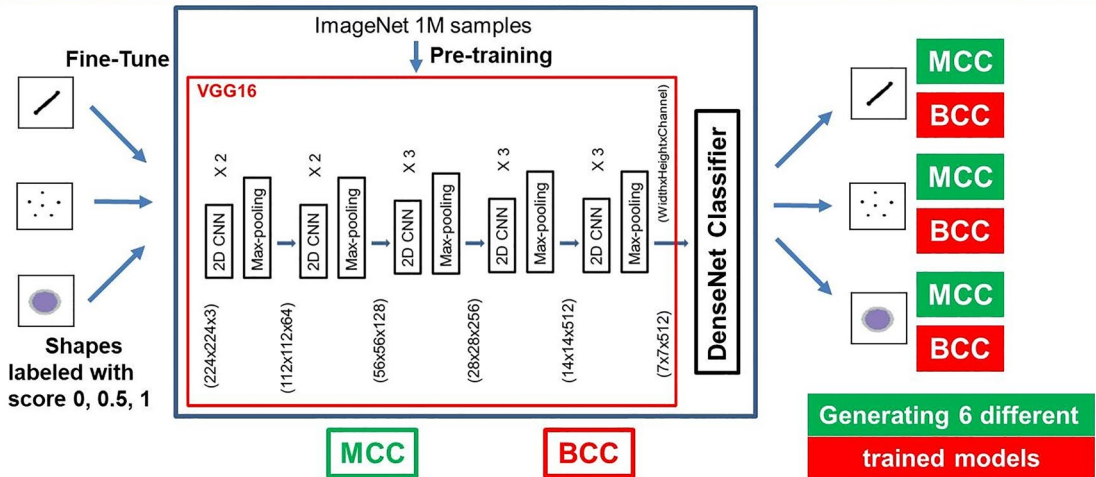 ImageNet 1M samples
Fine-Tune
Pre-training
VGG16
X 2
2D CNN
Max-pooling
X 2
2D CNN
Max-pooling
X 3
2D CNN
Max-pooling
X 3
2D CNN
Max-pooling
X 3
2D CNN
Max-pooling
(WidthxHeightxChannel)
(224x224x3)
(112x112x64)
(56x56x128)
(28x28x256)
(14x14x512)
(7x7x512)
DenseNet Classifier
Shapes
labeled with
score 0, 0.5, 1
MCC
BCC
MCC
BCC
MCC
BCC
MCC
BCC
Generating 6 different
trained models